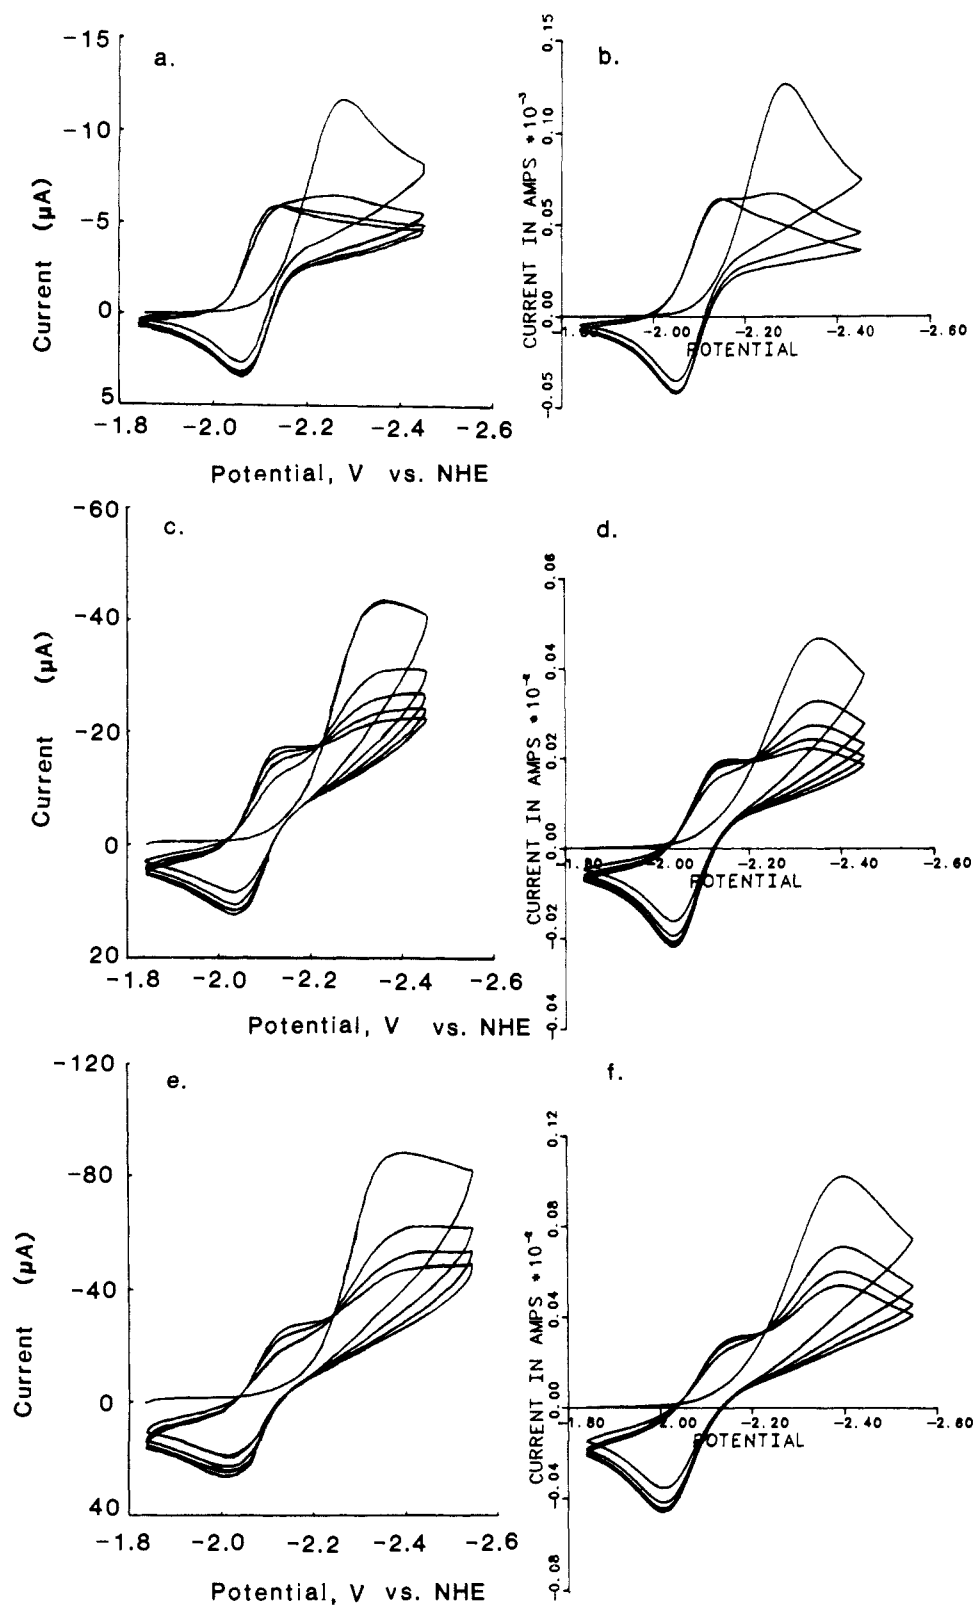 a.
-15
-10
-5
0
5
Current (µA)
-1.8 -2.0 -2.2 -2.4 -2.6
Potential, V vs. NHE
b.
0.15
0.10
0.05
0.00
-0.05
CURRENT IN AMPS *10⁻³
-2.00 -2.20 -2.40 -2.60
POTENTIAL
c.
-60
-40
-20
0
20
Current (µA)
-1.8 -2.0 -2.2 -2.4 -2.6
Potential, V vs. NHE
d.
0.06
0.04
0.02
0.00
-0.02
-0.04
CURRENT IN AMPS
-1.80 -2.00 -2.20 -2.40 -2.60
POTENTIAL
e.
-120
-80
-40
0
40
Current (µA)
-1.8 -2.0 -2.2 -2.4 -2.6
Potential, V vs. NHE
f.
0.12
0.08
0.04
0.00
-0.04
-0.08
CURRENT IN AMPS
-1.80 -2.00 -2.20 -2.40 -2.60
POTENTIAL